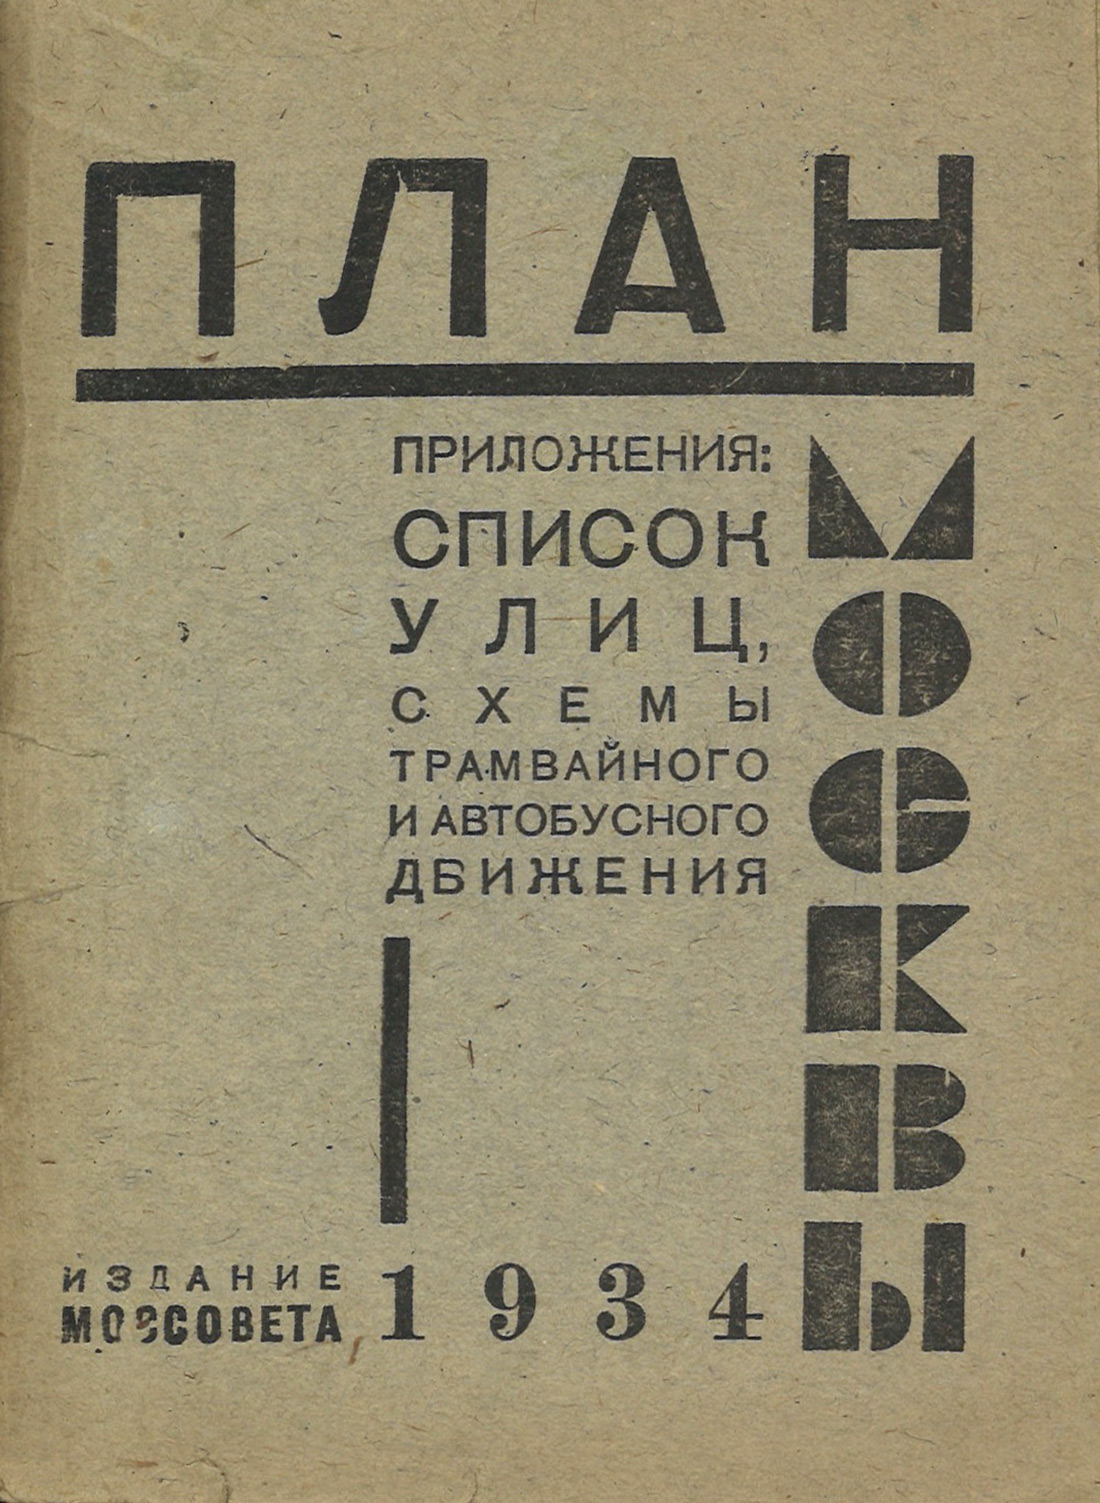 ПЛАН
МОСКВЫ
ПРИЛОЖЕНИЯ:
СПИСОК
УЛИЦ,
СХЕМЫ
ТРАМВАЙНОГО
И АВТОБУСНОГО
ДВИЖЕНИЯ
ИЗДАНИЕ
МОССОВЕТА
1934